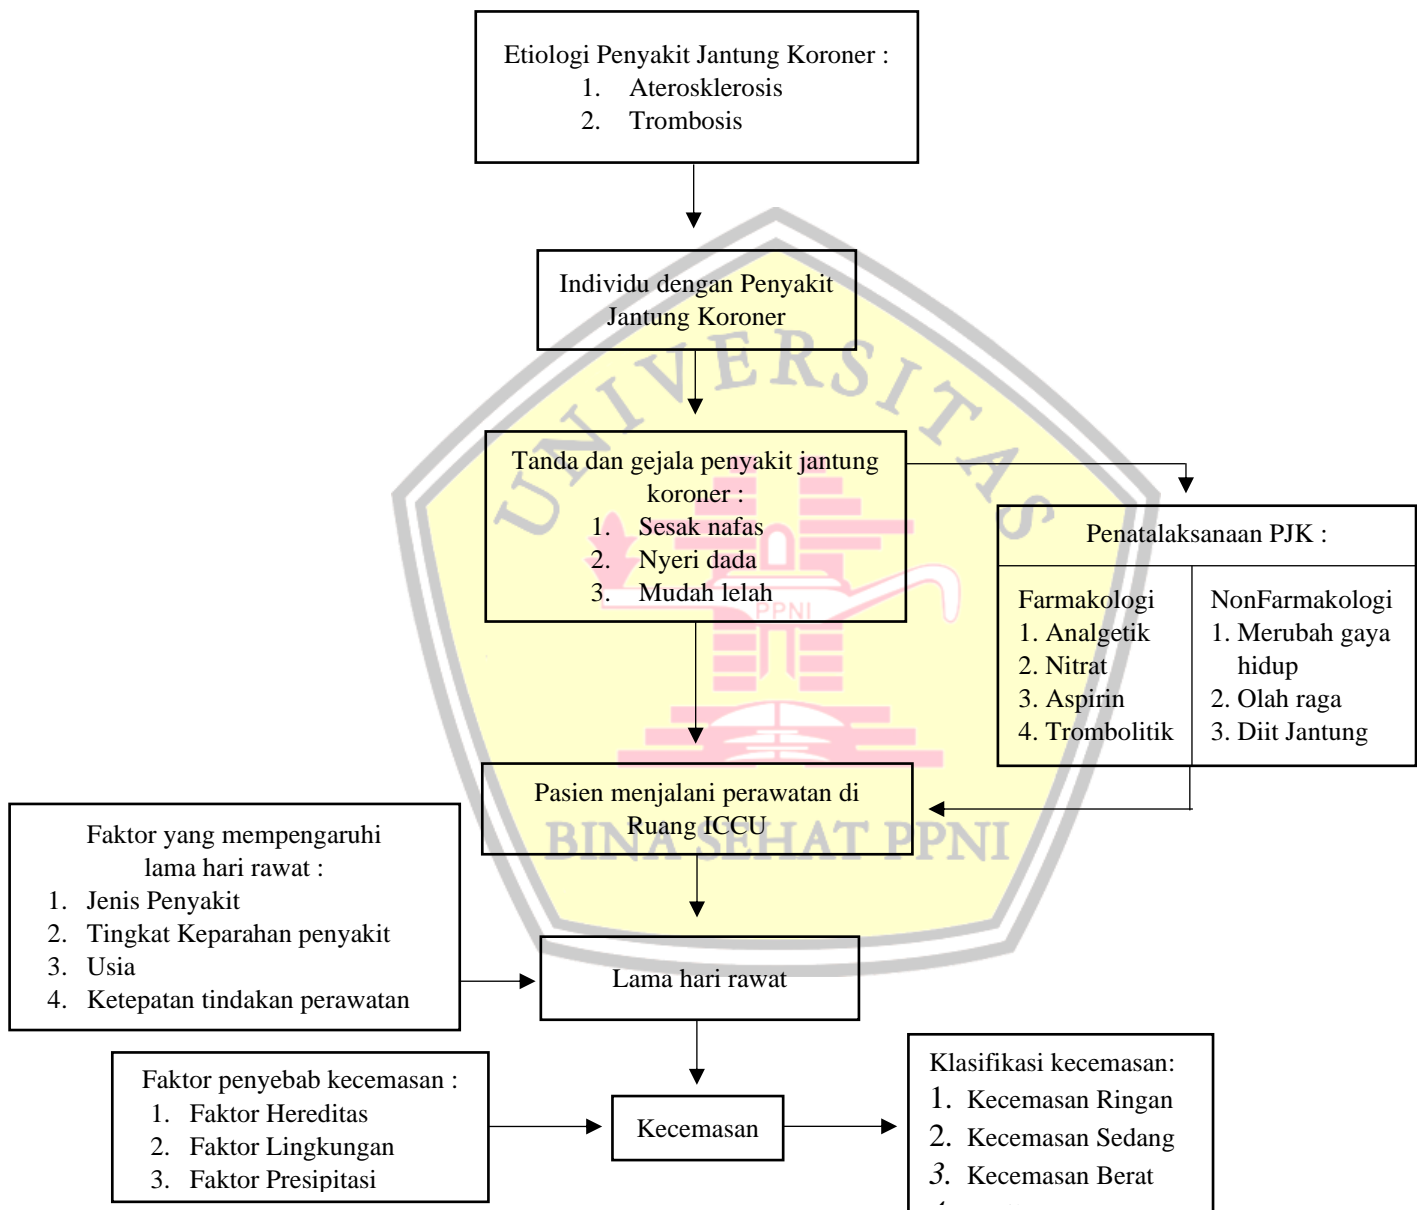 Etiologi Penyakit Jantung Koroner :
1. Aterosklerosis
2. Trombosis
Individu dengan Penyakit
Jantung Koroner
UNIVERSITAS
Tanda dan gejala penyakit jantung
koroner :
1. Sesak nafas
2. Nyeri dada
3. Mudah lelah
PPNI
Penatalaksanaan PJK :
Farmakologi
1. Analgetik
2. Nitrat
3. Aspirin
4. Trombolitik
NonFarmakologi
1. Merubah gaya
hidup
2. Olah raga
3. Diit Jantung
Pasien menjalani perawatan di
Ruang ICCU
BINA SEHAT PPNI
Faktor yang mempengaruhi
lama hari rawat :
1. Jenis Penyakit
2. Tingkat Keparahan penyakit
3. Usia
4. Ketepatan tindakan perawatan
Lama hari rawat
Faktor penyebab kecemasan :
1. Faktor Hereditas
2. Faktor Lingkungan
3. Faktor Presipitasi
Kecemasan
Klasifikasi kecemasan:
1. Kecemasan Ringan
2. Kecemasan Sedang
3. Kecemasan Berat